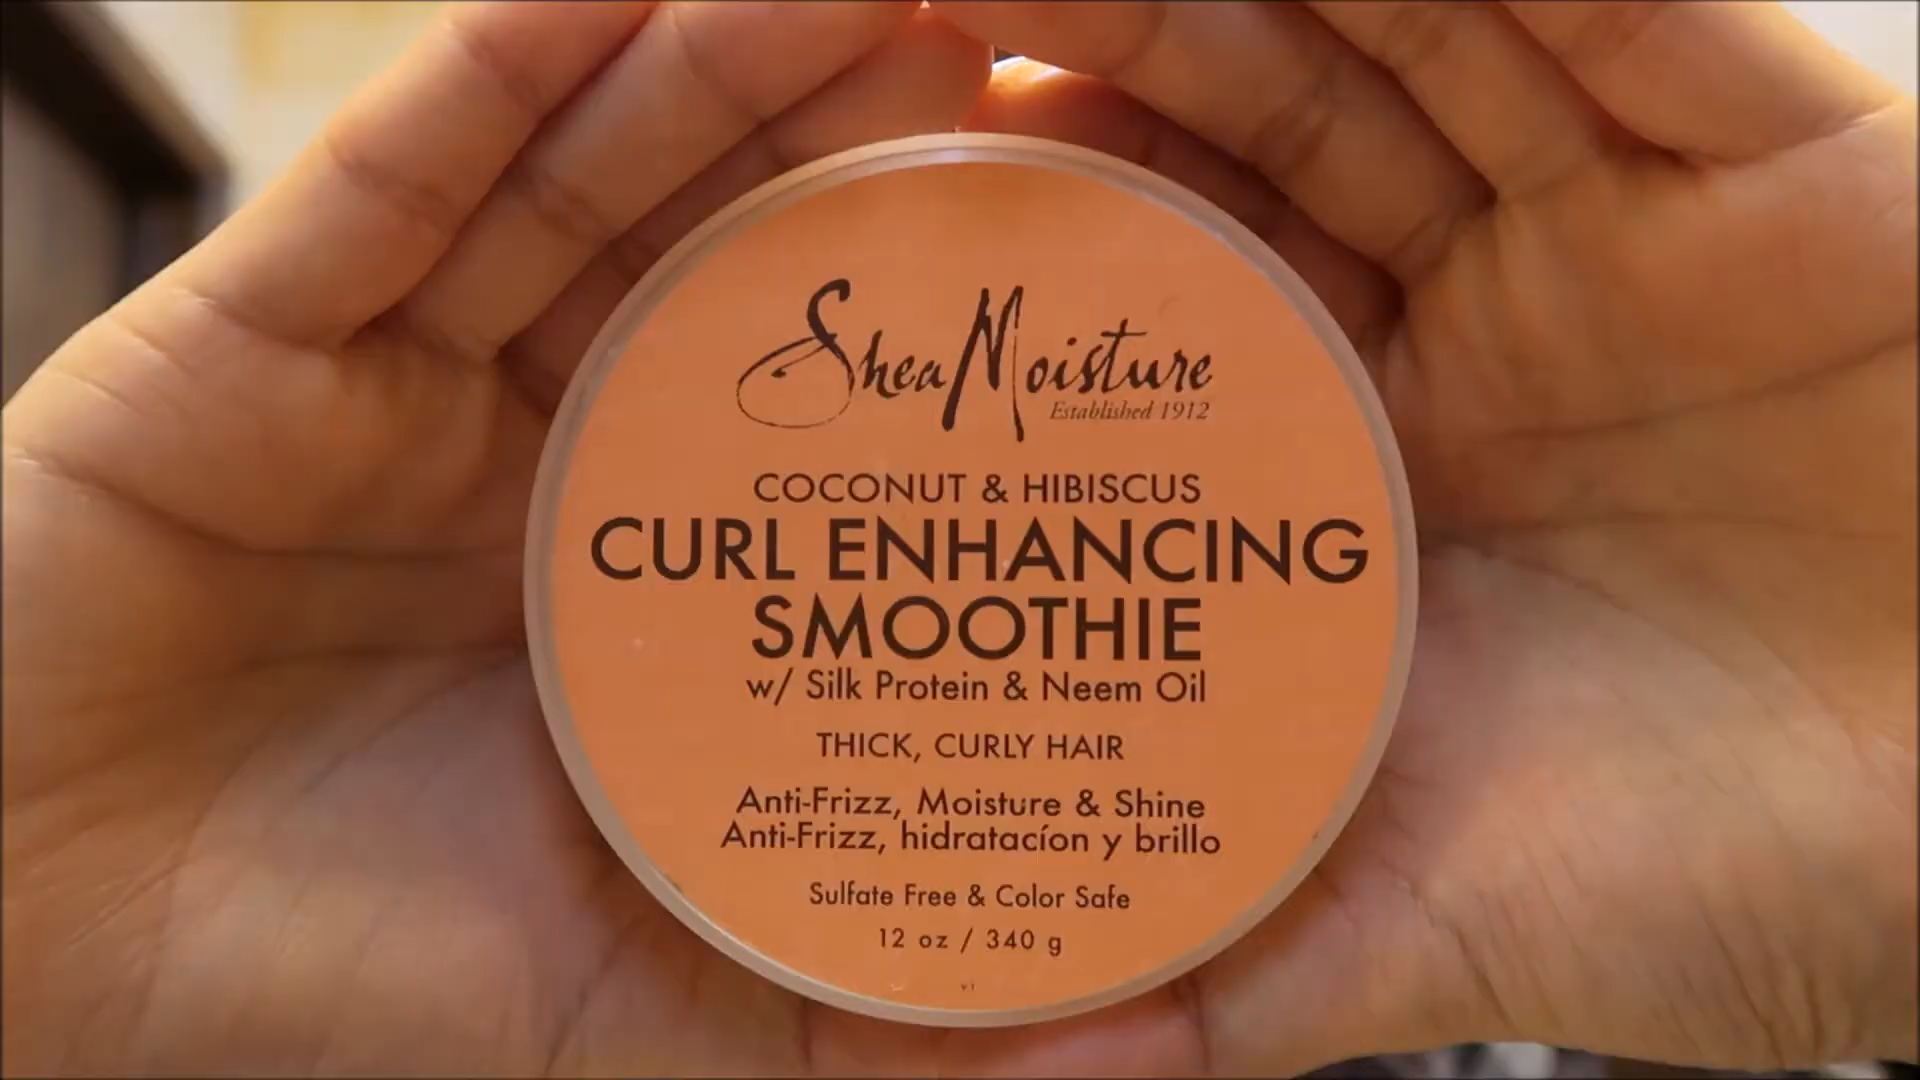 SheaMoisture
Established 1912
COCONUT & HIBISCUS
CURL ENHANCING
SMOOTHIE
w/ Silk Protein & Neem Oil
THICK, CURLY HAIR
Anti-Frizz, Moisture & Shine
Anti-Frizz, hidratacíon y brillo
Sulfate Free & Color Safe
12 oz / 340 g
v1